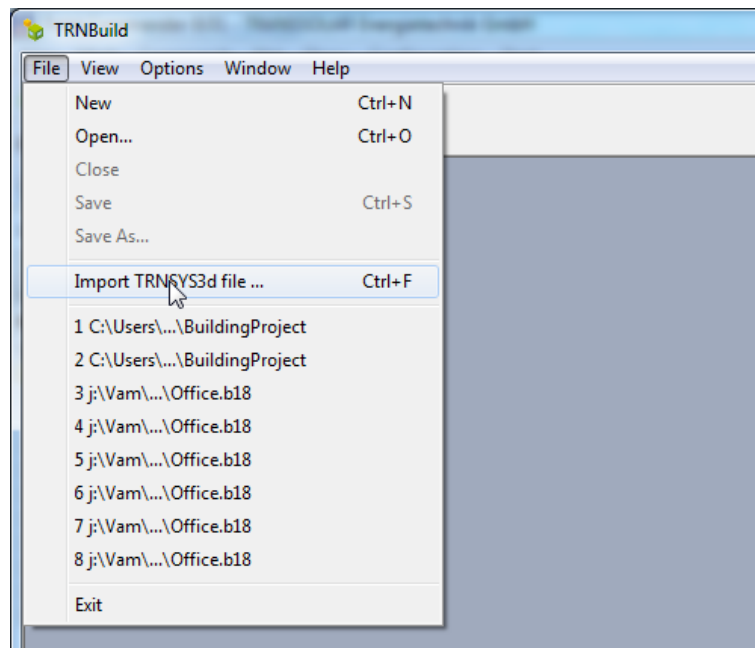 TRNBuild
File View Options Window Help
New Ctrl+N
Open... Ctrl+O
Close
Save Ctrl+S
Save As...
Import TRNSYS3d file ... Ctrl+F
1 C:\Users\...\BuildingProject
2 C:\Users\...\BuildingProject
3 j:\Vam\...\Office.b18
4 j:\Vam\...\Office.b18
5 j:\Vam\...\Office.b18
6 j:\Vam\...\Office.b18
7 j:\Vam\...\Office.b18
8 j:\Vam\...\Office.b18
Exit